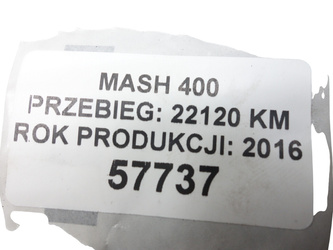 MASH 400
PRZEBIEG: 22120 KM
ROK PRODUKCJI: 2016
57737